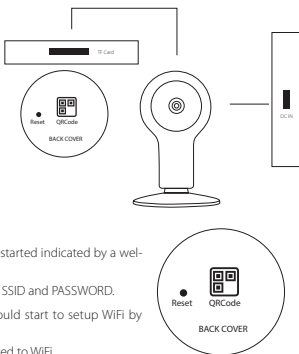 TF Card
DC IN
Reset QRCode
BACK COVER
started indicated by a wel-
SSID and PASSWORD.
ould start to setup WiFi by
ed to WiFi.
Reset QRCode
BACK COVER